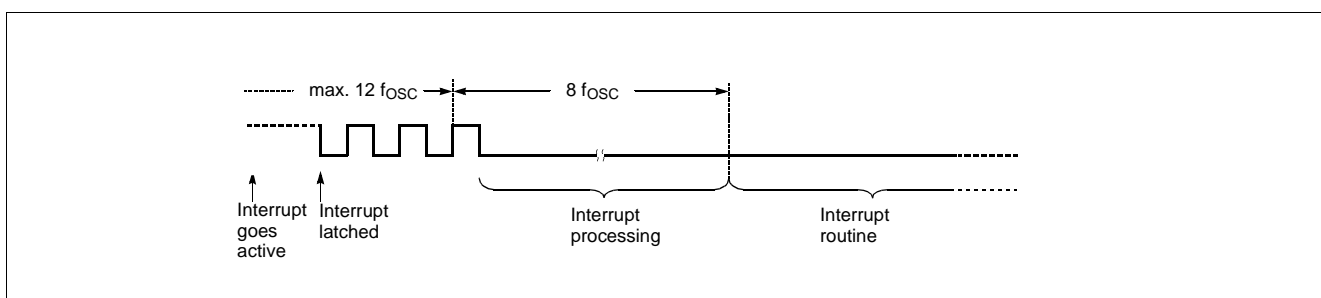 max. 12 fOSC
8 fOSC
Interrupt
goes
active
Interrupt
latched
Interrupt
processing
Interrupt
routine